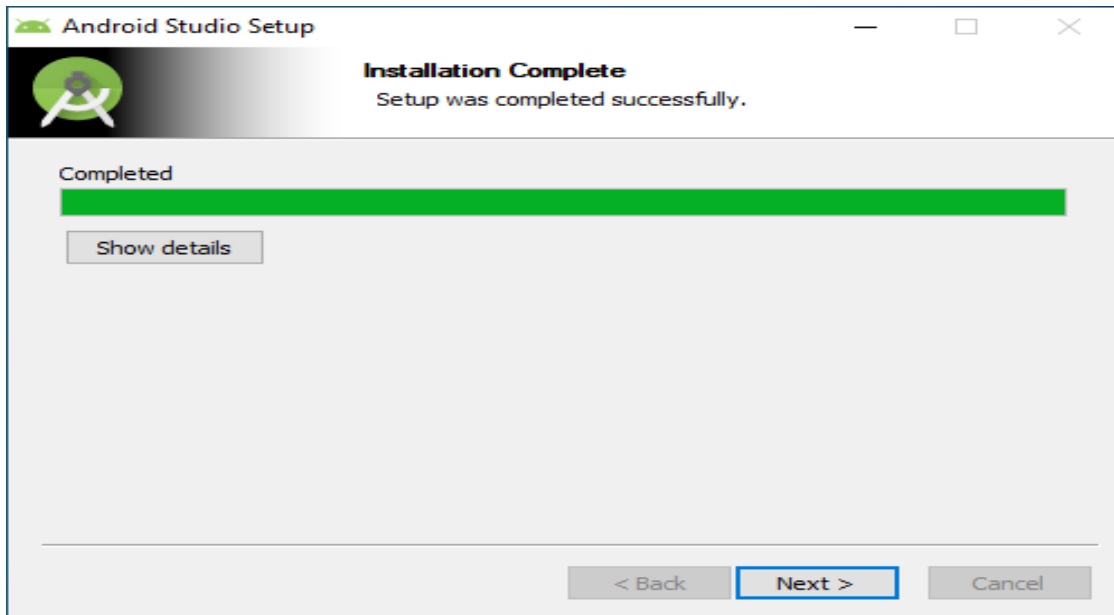 Android Studio Setup
Installation Complete
Setup was completed successfully.
Completed
Show details
< Back Next > Cancel